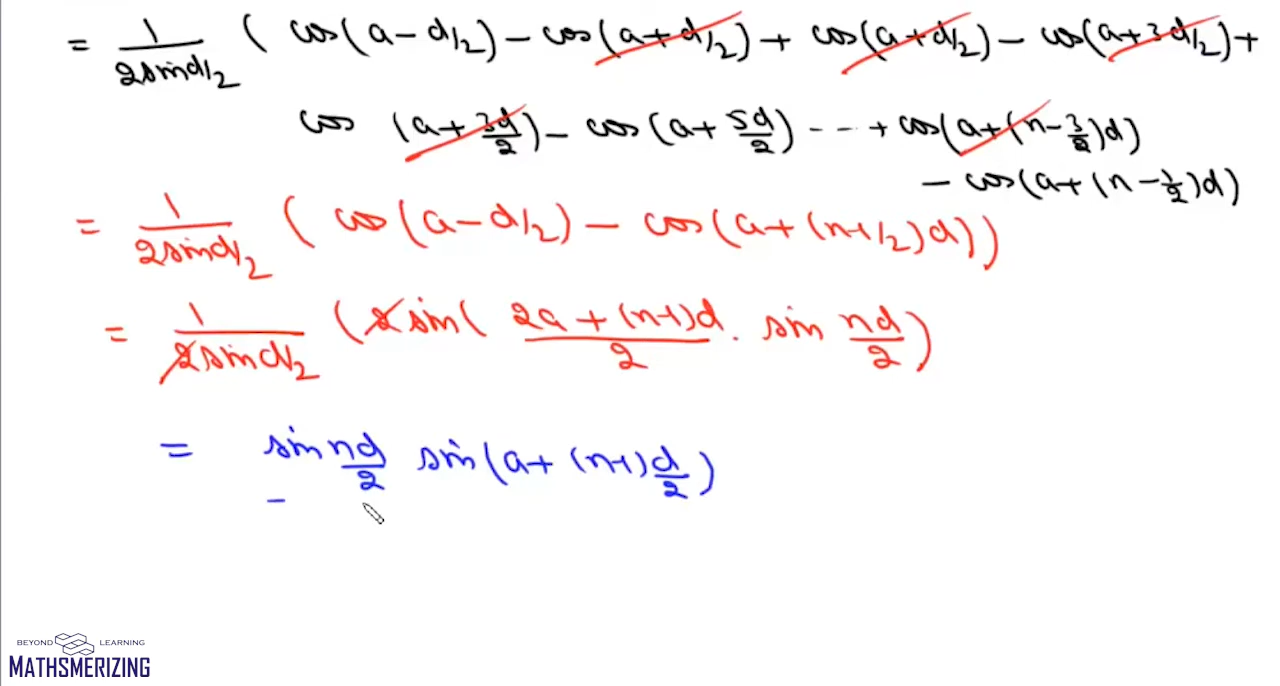 = 1/(2sin d/2) ( cos(a-d/2) - cos(a+d/2) + cos(a+d/2) - cos(a+3d/2) +
cos (a+3d/2) - cos(a+5d/2) --- + cos(a+(n-3/2)d)
- cos(a+(n-1/2)d)
= 1/(2sin d/2) ( cos(a-d/2) - cos(a+(n-1/2)d))
= 1/(2sin d/2) (2sin( (2a+(n-1)d)/2 . sin nd/2 )
= sin nd/2 sin(a+(n-1)d/2)
BEYOND LEARNING
MATHSMERIZING